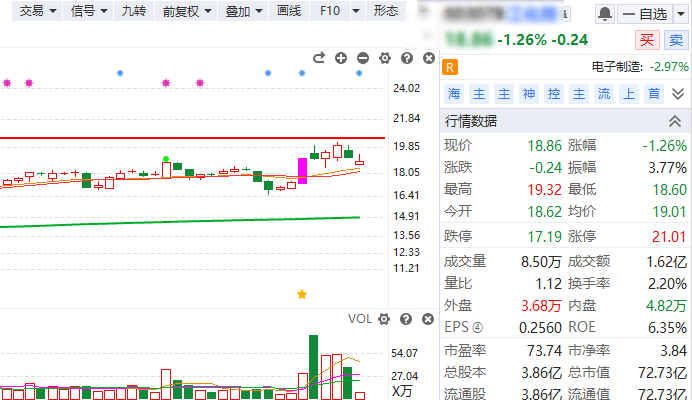 交易 信号 九转 前复权 叠加 画线 F10 形态
自选
18.86 -1.26% -0.24 买 卖
R 电子制造: -2.97%
海 主 主 神 控 主 流 上 首
行情数据
现价 18.86 涨幅 -1.26%
涨跌 -0.24 振幅 3.77%
最高 19.32 最低 18.60
今开 18.62 均价 19.01
跌停 17.19 涨停 21.01
成交量 8.50万 成交额 1.62亿
量比 1.12 换手率 2.20%
外盘 3.68万 内盘 4.82万
EPS ④ 0.2560 ROE 6.35%
市盈率 73.74 市净率 3.84
总股本 3.86亿 总市值 72.73亿
流通股 3.86亿 流通值 72.73亿
24.02
21.84
19.85
18.05
16.41
14.91
13.56
12.33
11.21
VOL
54.07
27.04
X万